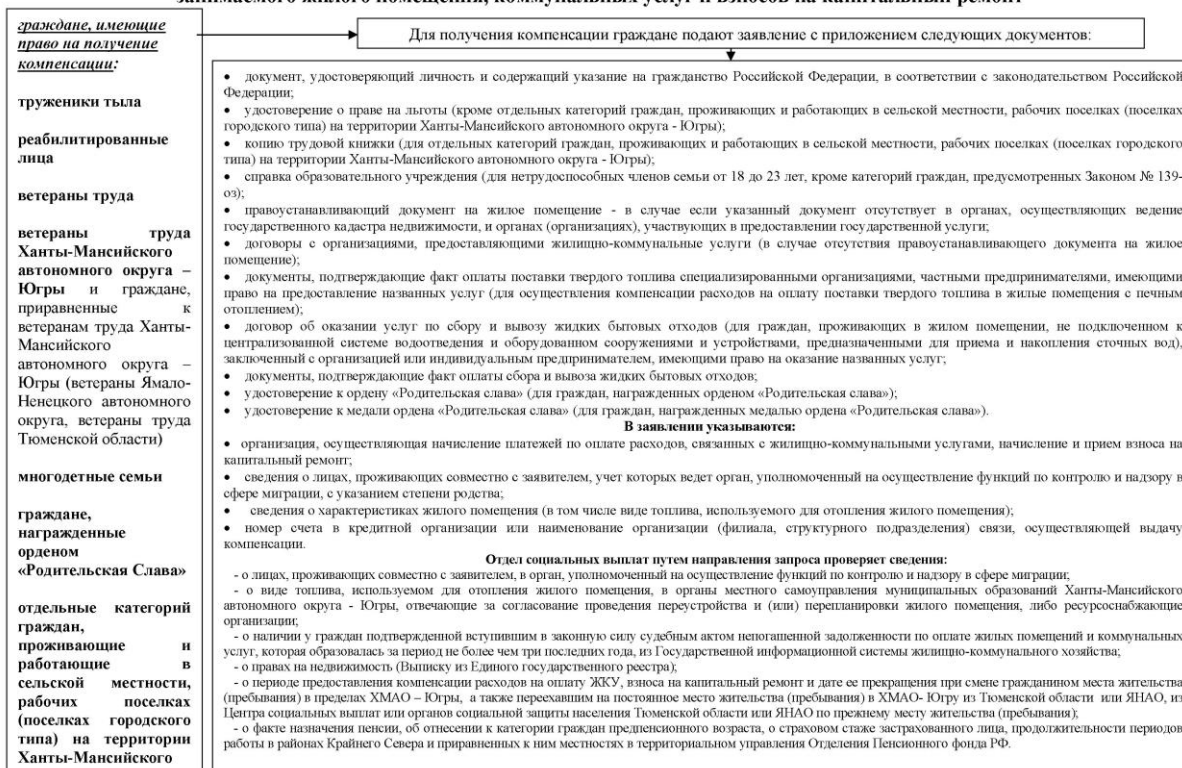 занимаемого жилого помещения, коммунальных услуг и взносов на капитальный ремонт
граждане, имеющие
право на получение
компенсации:
труженики тыла
реабилитированные
лица
ветераны труда
ветераны труда
Ханты-Мансийского
автономного округа –
Югры и граждане,
приравненные к
ветеранам труда Ханты-
Мансийского
автономного округа –
Югры (ветераны Ямало-
Ненецкого автономного
округа, ветераны труда
Тюменской области)
многодетные семьи
граждане,
награжденные
орденом
«Родительская Слава»
отдельные категорий
граждан,
проживающие и
работающие в
сельской местности,
рабочих поселках
(поселках городского
типа) на территории
Ханты-Мансийского
Для получения компенсации граждане подают заявление с приложением следующих документов:
• документ, удостоверяющий личность и содержащий указание на гражданство Российской Федерации, в соответствии с законодательством Российской
Федерации;
• удостоверение о праве на льготы (кроме отдельных категорий граждан, проживающих и работающих в сельской местности, рабочих поселках (поселках
городского типа) на территории Ханты-Мансийского автономного округа - Югры);
• копию трудовой книжки (для отдельных категорий граждан, проживающих и работающих в сельской местности, рабочих поселках (поселках городского
типа) на территории Ханты-Мансийского автономного округа - Югры);
• справка образовательного учреждения (для нетрудоспособных членов семьи от 18 до 23 лет, кроме категорий граждан, предусмотренных Законом № 139-
оз);
• правоустанавливающий документ на жилое помещение - в случае если указанный документ отсутствует в органах, осуществляющих ведение
государственного кадастра недвижимости, и органах (организациях), участвующих в предоставлении государственной услуги;
• договоры с организациями, предоставляющими жилищно-коммунальные услуги (в случае отсутствия правоустанавливающего документа на жилое
помещение);
• документы, подтверждающие факт оплаты поставки твердого топлива специализированными организациями, частными предпринимателями, имеющими
право на предоставление названных услуг (для осуществления компенсации расходов на оплату поставки твердого топлива в жилые помещения с печным
отоплением);
• договор об оказании услуг по сбору и вывозу жидких бытовых отходов (для граждан, проживающих в жилом помещении, не подключенном к
централизованной системе водоотведения и оборудованном сооружениями и устройствами, предназначенными для приема и накопления сточных вод),
заключенный с организацией или индивидуальным предпринимателем, имеющими право на оказание названных услуг;
• документы, подтверждающие факт оплаты сбора и вывоза жидких бытовых отходов;
• удостоверение к ордену «Родительская слава» (для граждан, награжденных орденом «Родительская слава»);
• удостоверение к медали ордена «Родительская слава» (для граждан, награжденных медалью ордена «Родительская слава»).
В заявлении указываются:
• организация, осуществляющая начисление платежей по оплате расходов, связанных с жилищно-коммунальными услугами, начисление и прием взноса на
капитальный ремонт;
• сведения о лицах, проживающих совместно с заявителем, учет которых ведет орган, уполномоченный на осуществление функций по контролю и надзору в
сфере миграции, с указанием степени родства;
• сведения о характеристиках жилого помещения (в том числе виде топлива, используемого для отопления жилого помещения);
• номер счета в кредитной организации или наименование организации (филиала, структурного подразделения) связи, осуществляющей выдачу
компенсации.
Отдел социальных выплат путем направления запроса проверяет сведения:
- о лицах, проживающих совместно с заявителем, в орган, уполномоченный на осуществление функций по контролю и надзору в сфере миграции;
- о виде топлива, используемом для отопления жилого помещения, в органы местного самоуправления муниципальных образований Ханты-Мансийского
автономного округа - Югры, отвечающие за согласование проведения переустройства и (или) перепланировки жилого помещения, либо ресурсоснабжающие
организации;
- о наличии у граждан подтвержденной вступившим в законную силу судебным актом непогашенной задолженности по оплате жилых помещений и коммунальных
услуг, которая образовалась за период не более чем три последних года, из Государственной информационной системы жилищно-коммунального хозяйства;
- о правах на недвижимость (Выписку из Единого государственного реестра);
- о периоде предоставления компенсации расходов на оплату ЖКУ, взноса на капитальный ремонт и дате ее прекращения при смене гражданином места жительства
(пребывания) в пределах ХМАО – Югры, а также переехавшим на постоянное место жительства (пребывания) в ХМАО- Югру из Тюменской области или ЯНАО, из
Центра социальных выплат или органов социальной защиты населения Тюменской области или ЯНАО по прежнему месту жительства (пребывания);
- о факте назначения пенсии, об отнесении к категории граждан предпенсионного возраста, о страховом стаже застрахованного лица, продолжительности периодов
работы в районах Крайнего Севера и приравненных к ним местностях в территориальном управления Отделения Пенсионного фонда РФ.